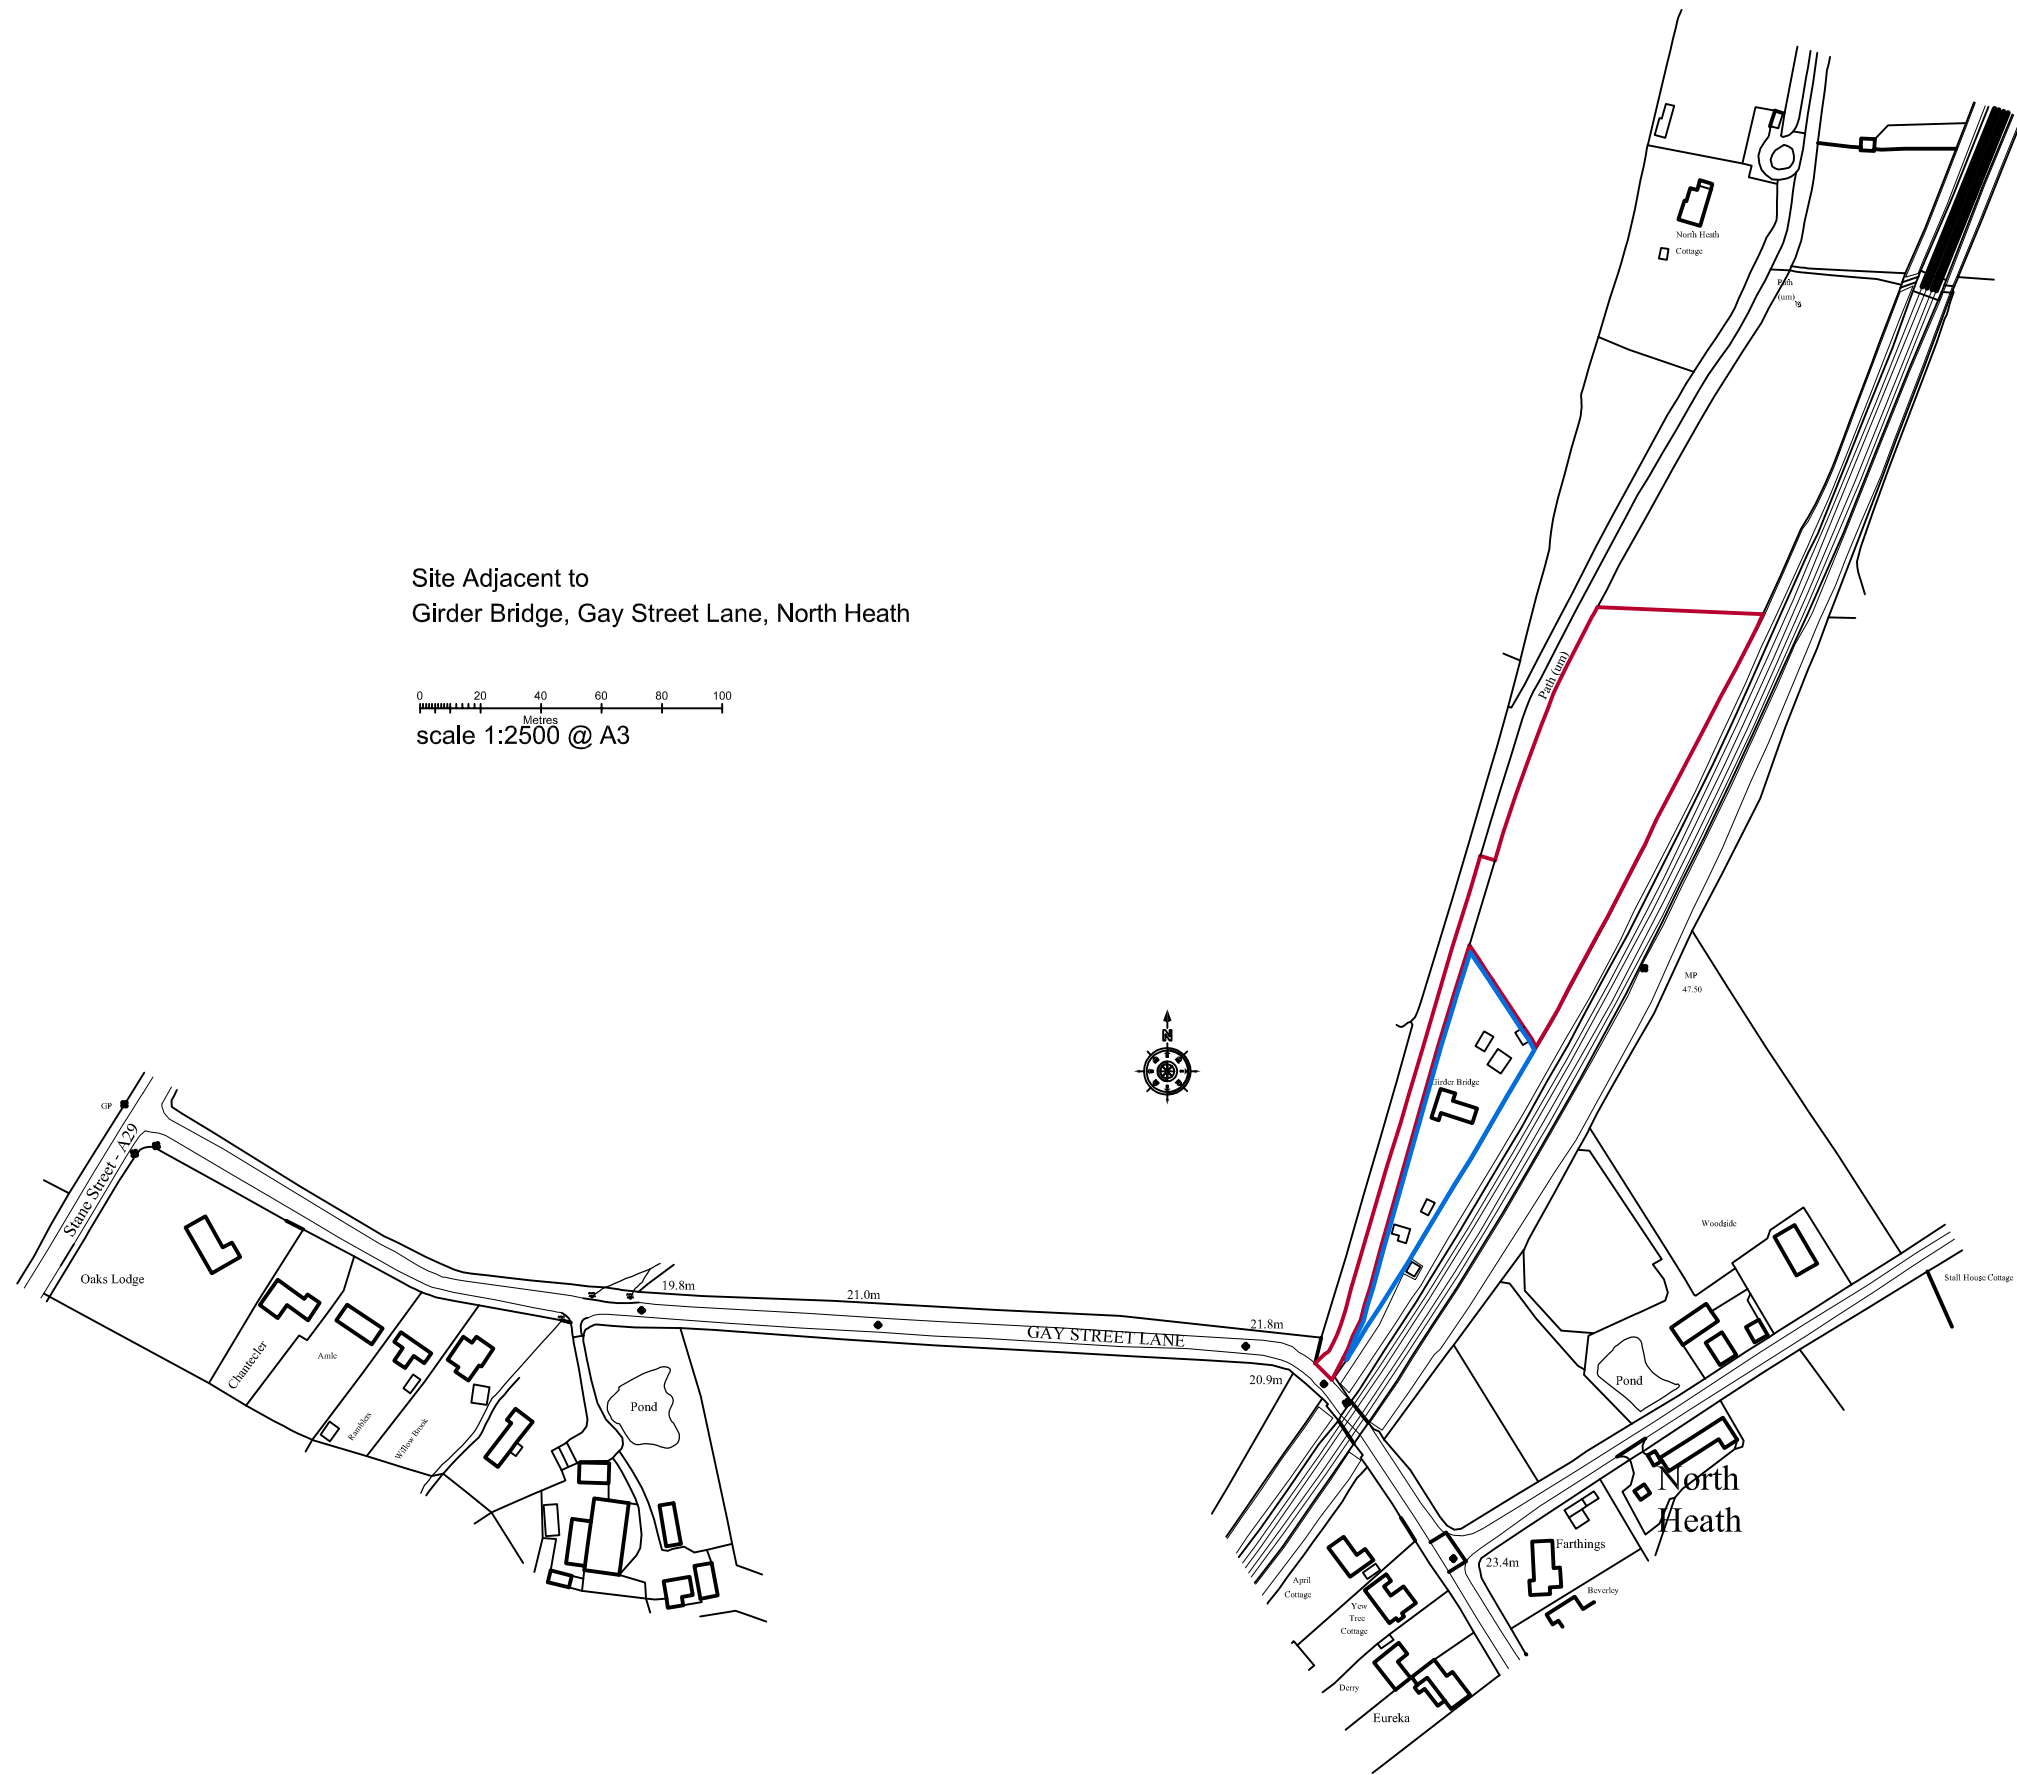 North Heath
Cottage
Path
(um)
Site Adjacent to
Girder Bridge, Gay Street Lane, North Heath
0 20 40 60 80 100
Metres
scale 1:2500 @ A3
Path (um)
MP
47.50
N
Girder Bridge
GP
Stane Street - A29
Oaks Lodge
Chantecler
Amle
Ramblers
Willow Brook
19.8m
21.0m
GAY STREET LANE
21.8m
20.9m
Pond
Woodside
Stall House Cottage
Pond
North
Heath
Farthings
23.4m
Beverley
April
Cottage
Yew
Tree
Cottage
Derry
Eureka